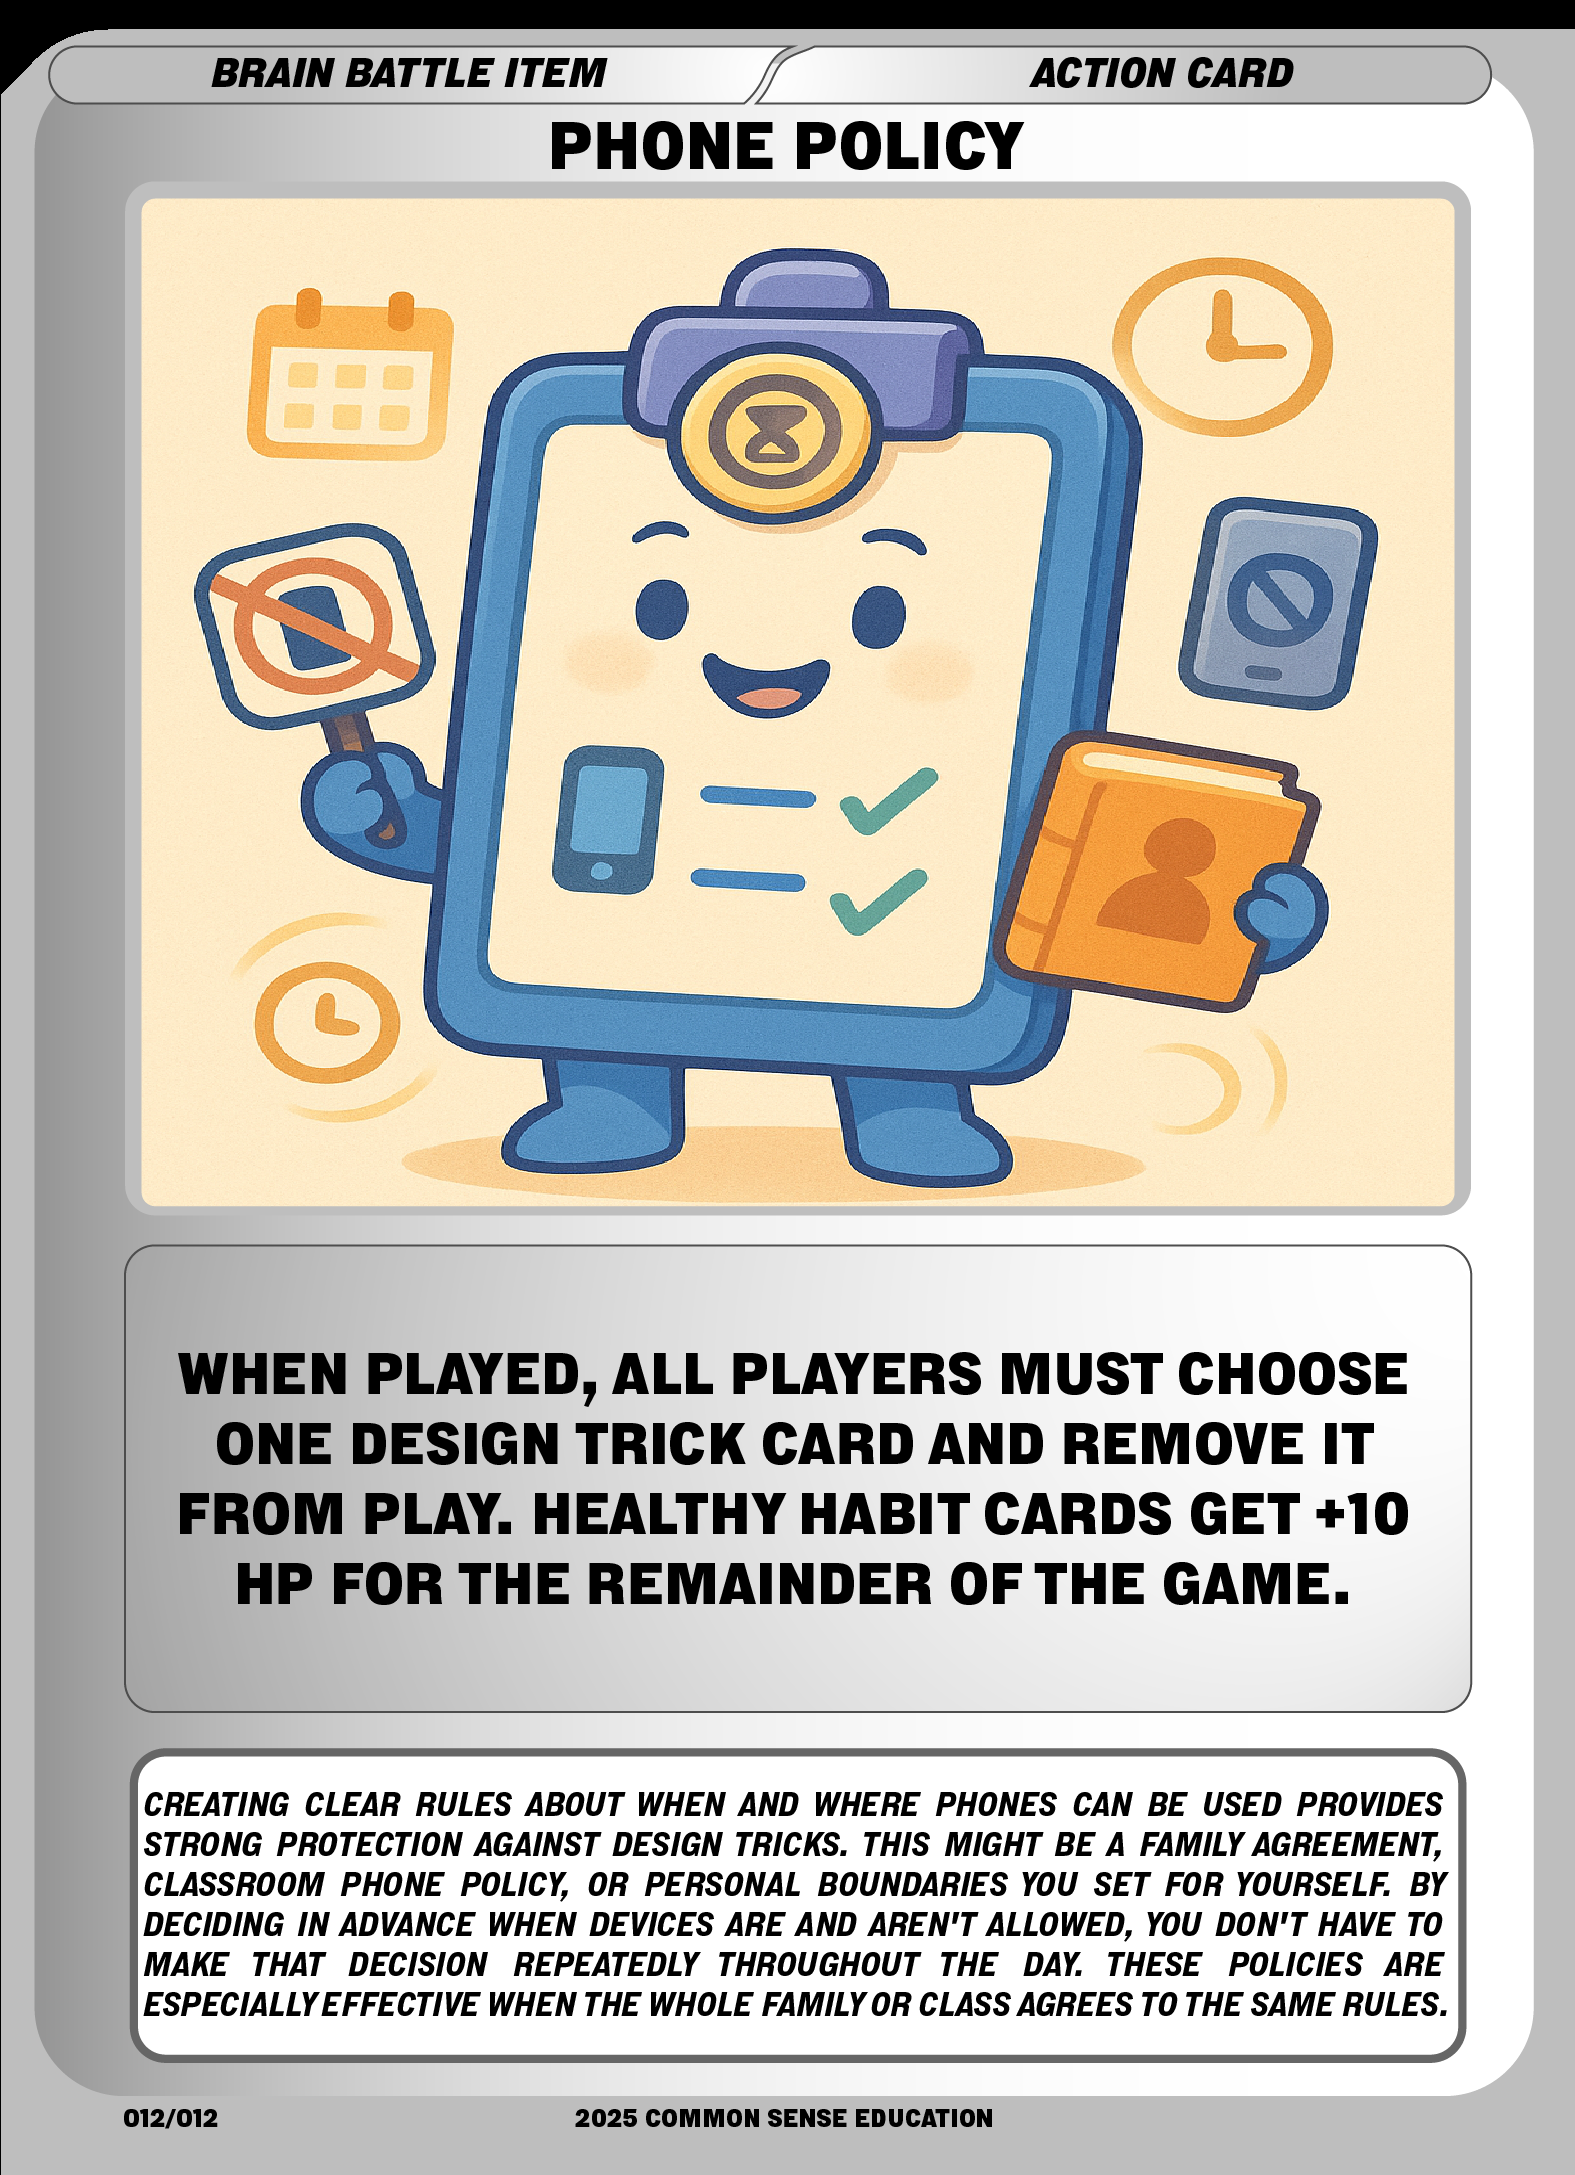 BRAIN BATTLE ITEM
ACTION CARD
PHONE POLICY
WHEN PLAYED, ALL PLAYERS MUST CHOOSE
ONE DESIGN TRICK CARD AND REMOVE IT
FROM PLAY. HEALTHY HABIT CARDS GET +10
HP FOR THE REMAINDER OF THE GAME.
CREATING CLEAR RULES ABOUT WHEN AND WHERE PHONES CAN BE USED PROVIDES
STRONG PROTECTION AGAINST DESIGN TRICKS. THIS MIGHT BE A FAMILY AGREEMENT,
CLASSROOM PHONE POLICY, OR PERSONAL BOUNDARIES YOU SET FOR YOURSELF. BY
DECIDING IN ADVANCE WHEN DEVICES ARE AND AREN'T ALLOWED, YOU DON'T HAVE TO
MAKE THAT DECISION REPEATEDLY THROUGHOUT THE DAY. THESE POLICIES ARE
ESPECIALLY EFFECTIVE WHEN THE WHOLE FAMILY OR CLASS AGREES TO THE SAME RULES.
012/012
2025 COMMON SENSE EDUCATION